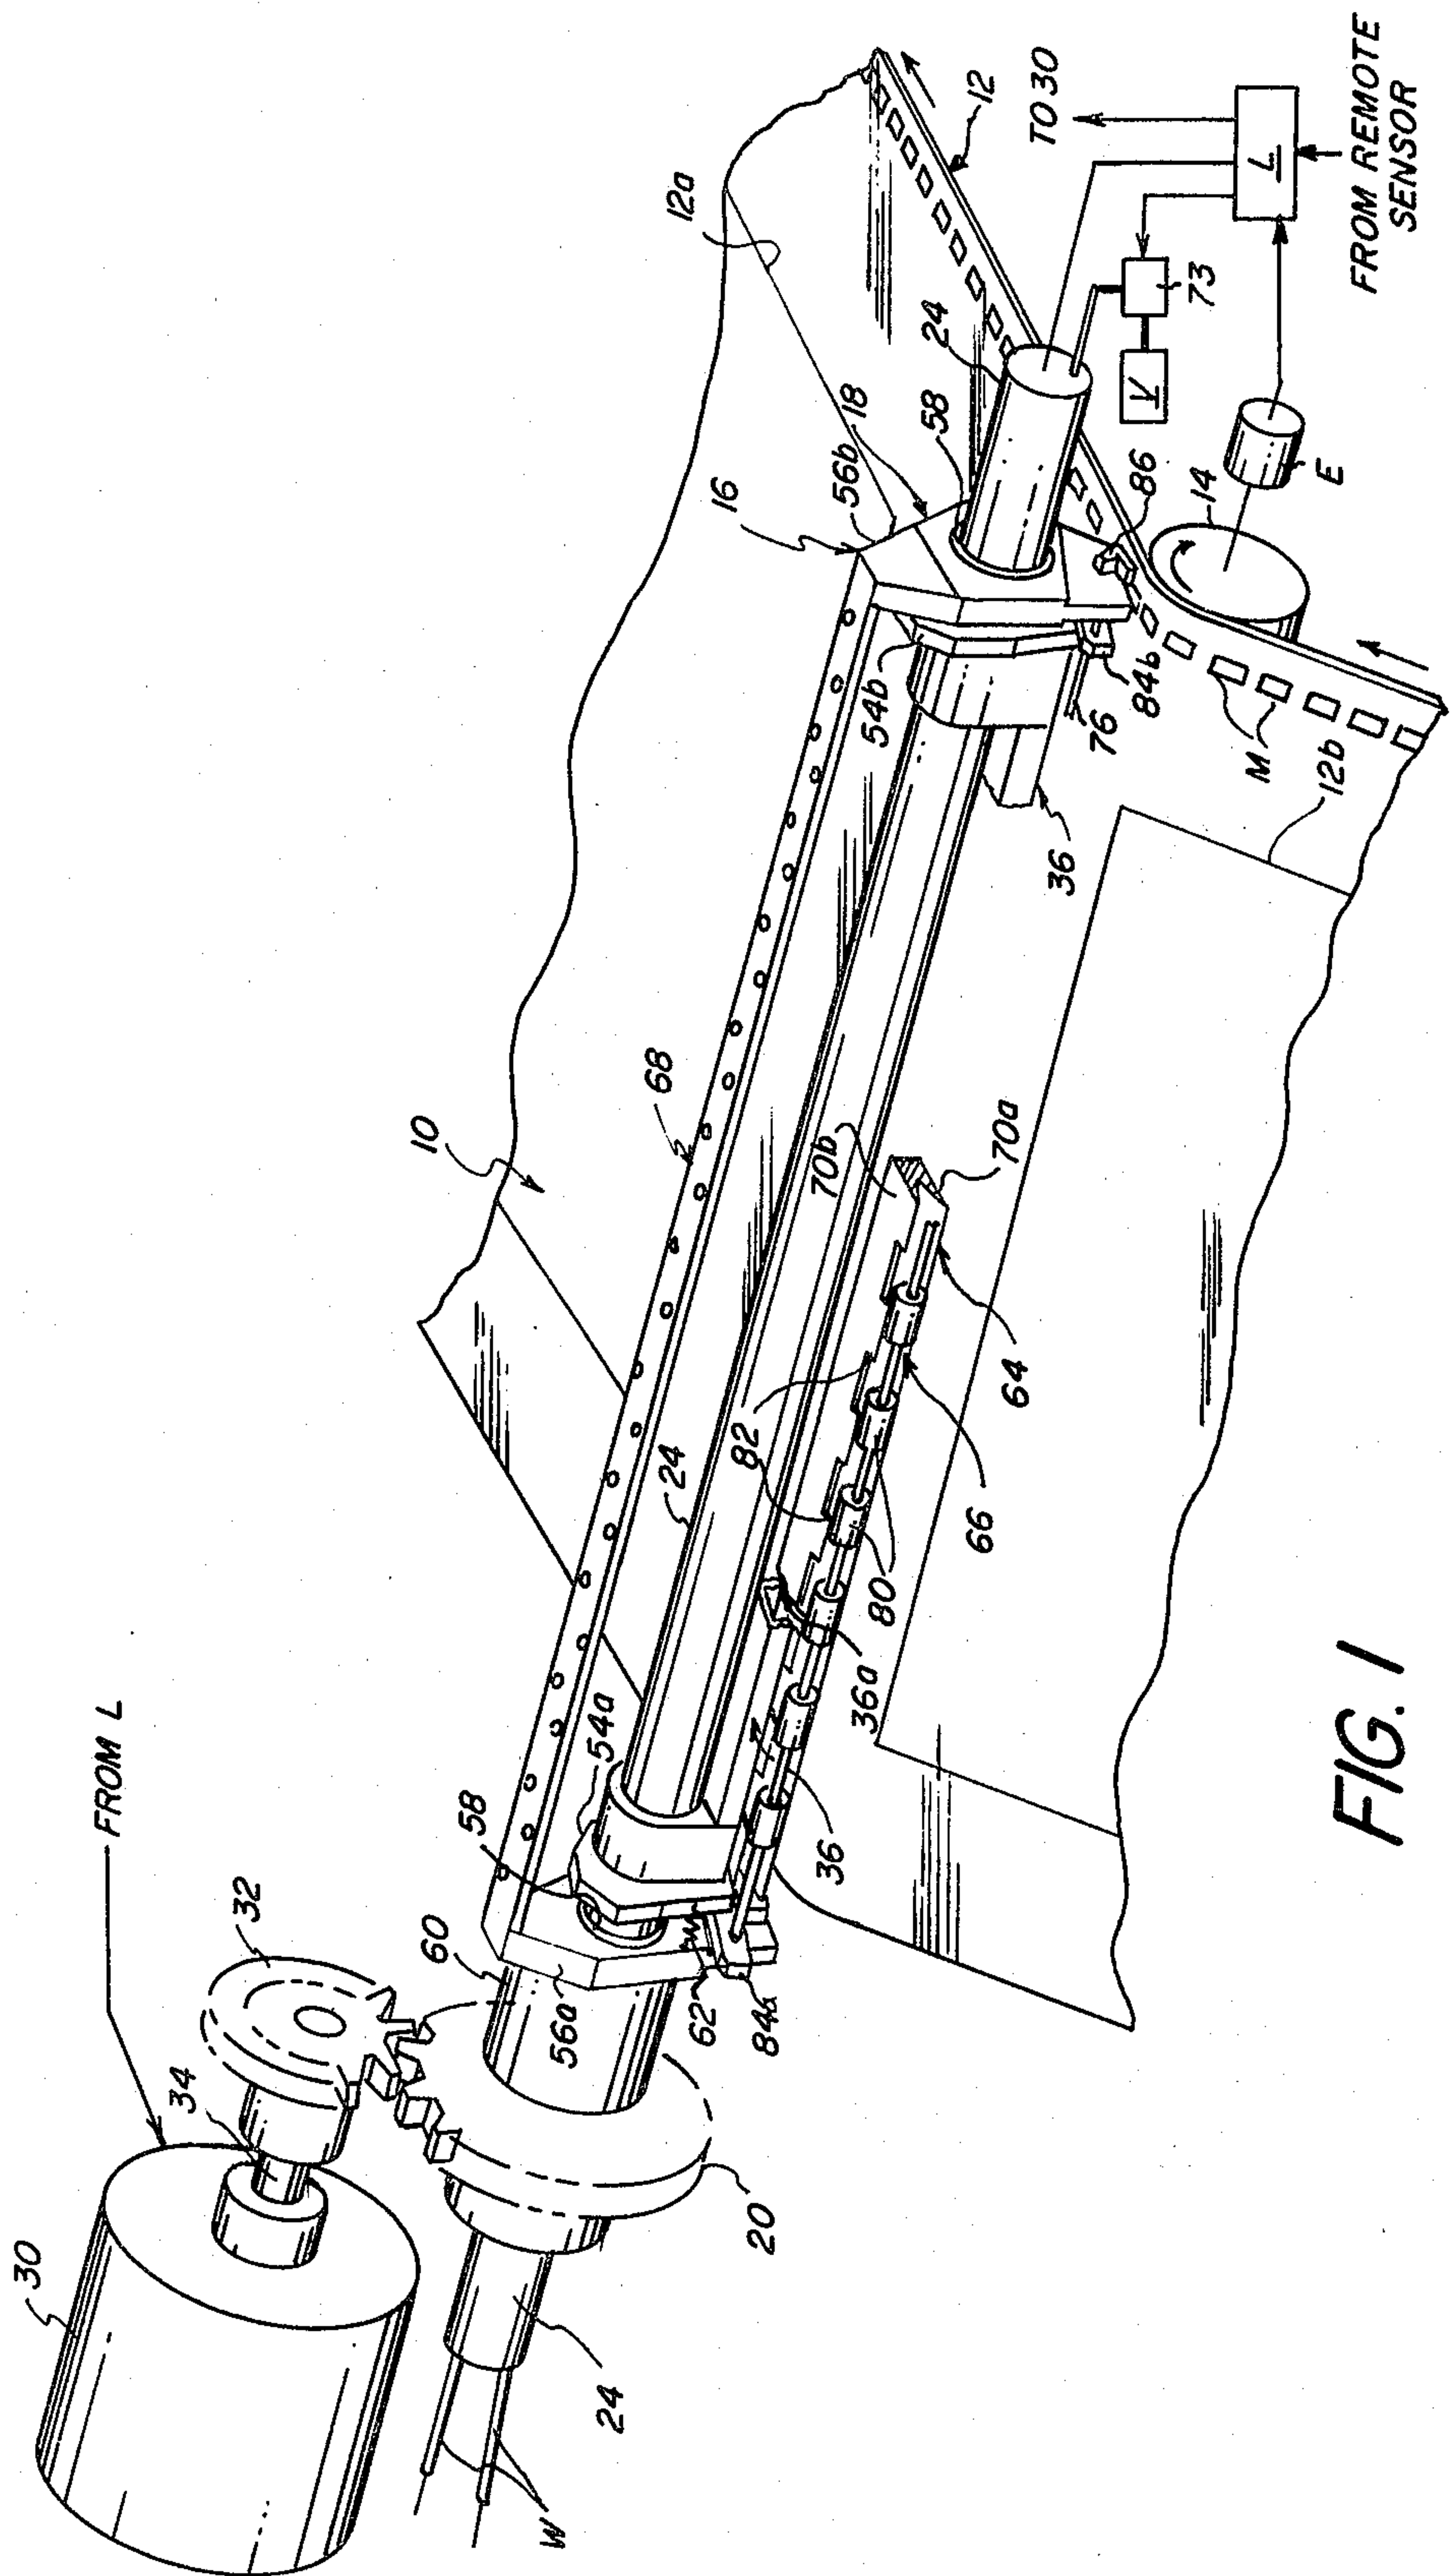 FROM L
30
34
32
60
58
54a
24
10
68
16
56b
18
12a
58
24
12
TO 30
L
FROM REMOTE
SENSOR
73
V
E
14
86
84b
76
54b
36
M
12b
70b
70a
64
66
82
80
36a
36
62
84a
56a
20
24
W
FIG. 1